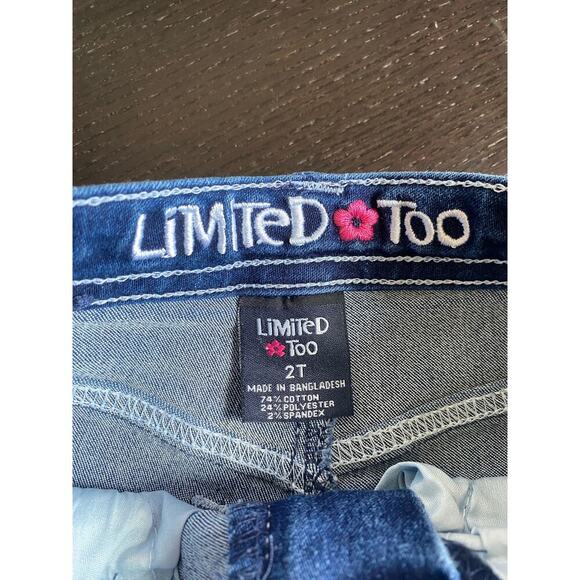 LiMiTeD TOO
LiMiTeD
TOO
2T
MADE IN BANGLADESH
74% COTTON
24% POLYESTER
2% SPANDEX